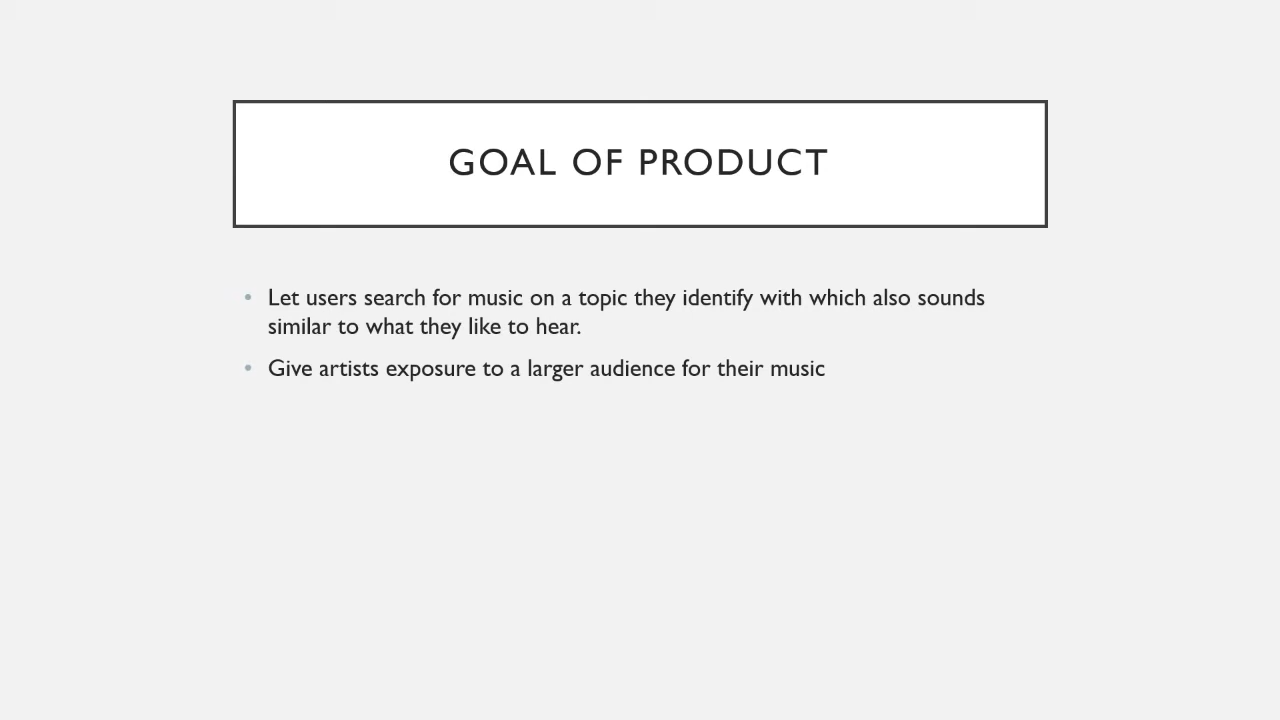 GOAL OF PRODUCT
• Let users search for music on a topic they identify with which also sounds
similar to what they like to hear.
• Give artists exposure to a larger audience for their music